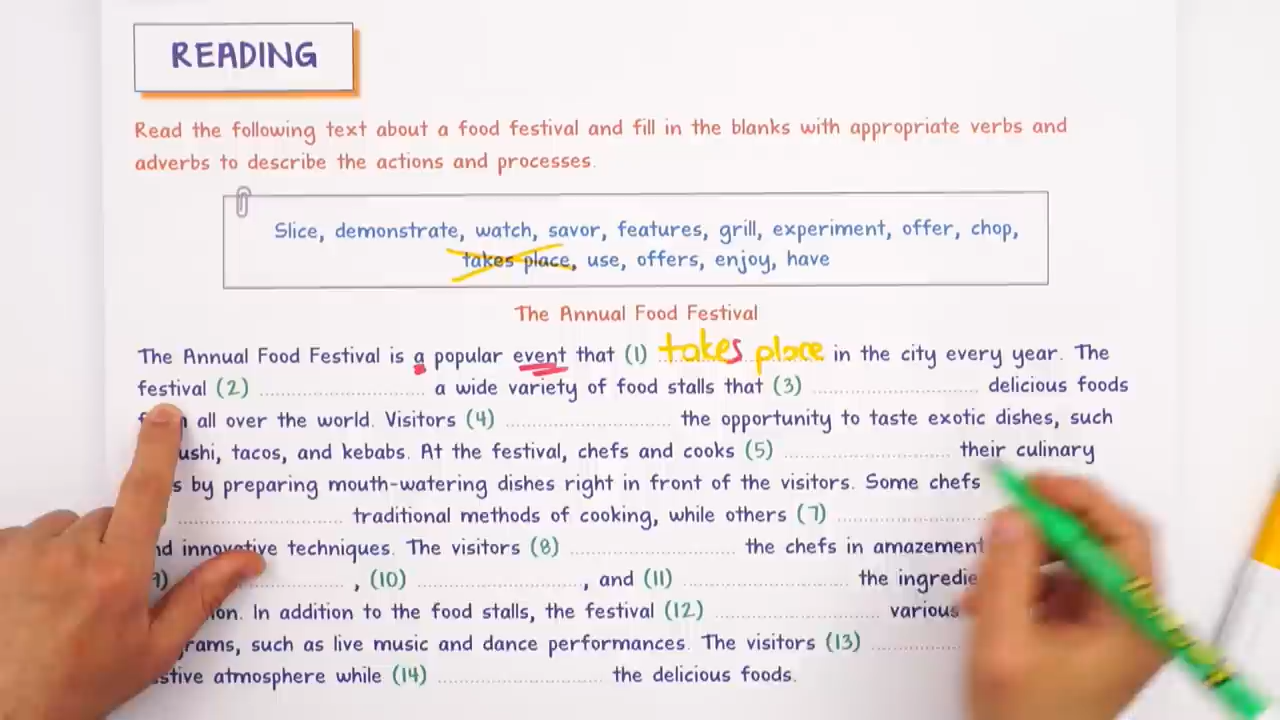 READING
Read the following text about a food festival and fill in the blanks with appropriate verbs and
adverbs to describe the actions and processes.
Slice, demonstrate, watch, savor, features, grill, experiment, offer, chop,
takes place, use, offers, enjoy, have
The Annual Food Festival
The Annual Food Festival is a popular event that (1) takes place in the city every year. The
festival (2) ............................ a wide variety of food stalls that (3) ............................ delicious foods
all over the world. Visitors (4) ............................ the opportunity to taste exotic dishes, such
tacos, and kebabs. At the festival, chefs and cooks (5) ............................ their culinary
by preparing mouth-watering dishes right in front of the visitors. Some chefs
............................ traditional methods of cooking, while others (7) ............................
innovative techniques. The visitors (8) ............................ the chefs in amazement
............................ , (10) ............................ , and (11) ............................ the
In addition to the food stalls, the festival (12) ............................ various
such as live music and dance performances. The visitors (13) ............................
atmosphere while (14) ............................ the delicious foods.